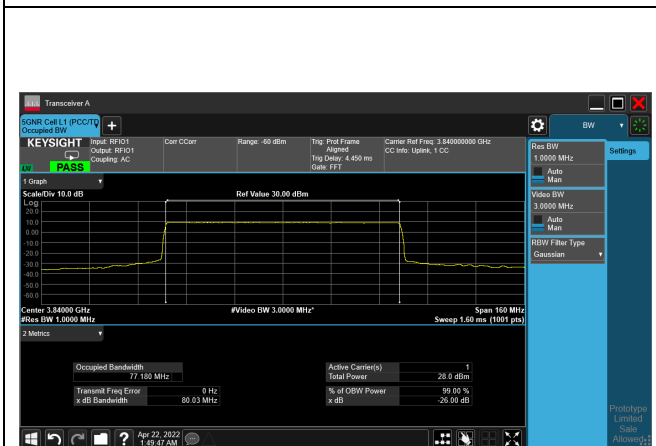 Transceiver A
5GNR Cell L1 (PCC/TD
Occupied BW
BW
KEYSIGHT
PASS
Input: RFIO1
Output: RFIO1
Coupling: AC
Corr CCorr
Range: -60 dBm
Trig: Prot Frame
Aligned
Trig Delay: 4.450 ms
Gate: FFT
Carrier Ref Freq: 3.840000000 GHz
CC Info: Uplink, 1 CC
Res BW
1.0000 MHz
Auto
Man
Settings
Video BW
3.0000 MHz
Auto
Man
RBW Filter Type
Gaussian
1 Graph
Scale/Div 10.0 dB
Ref Value 30.00 dBm
Log
20.0
10.0
0.00
-10.0
-20.0
-30.0
-40.0
-50.0
-60.0
Center 3.84000 GHz
#Video BW 3.0000 MHz*
Span 160 MHz
#Res BW 1.0000 MHz
Sweep 1.60 ms (1001 pts)
2 Metrics
Occupied Bandwidth
77.180 MHz
Active Carrier(s) 1
Total Power 28.0 dBm
Transmit Freq Error 0 Hz
x dB Bandwidth 80.03 MHz
% of OBW Power 99.00 %
x dB -26.00 dB
Prototype
Limited
Sale
Allowed
Apr 22, 2022
1:49:47 AM